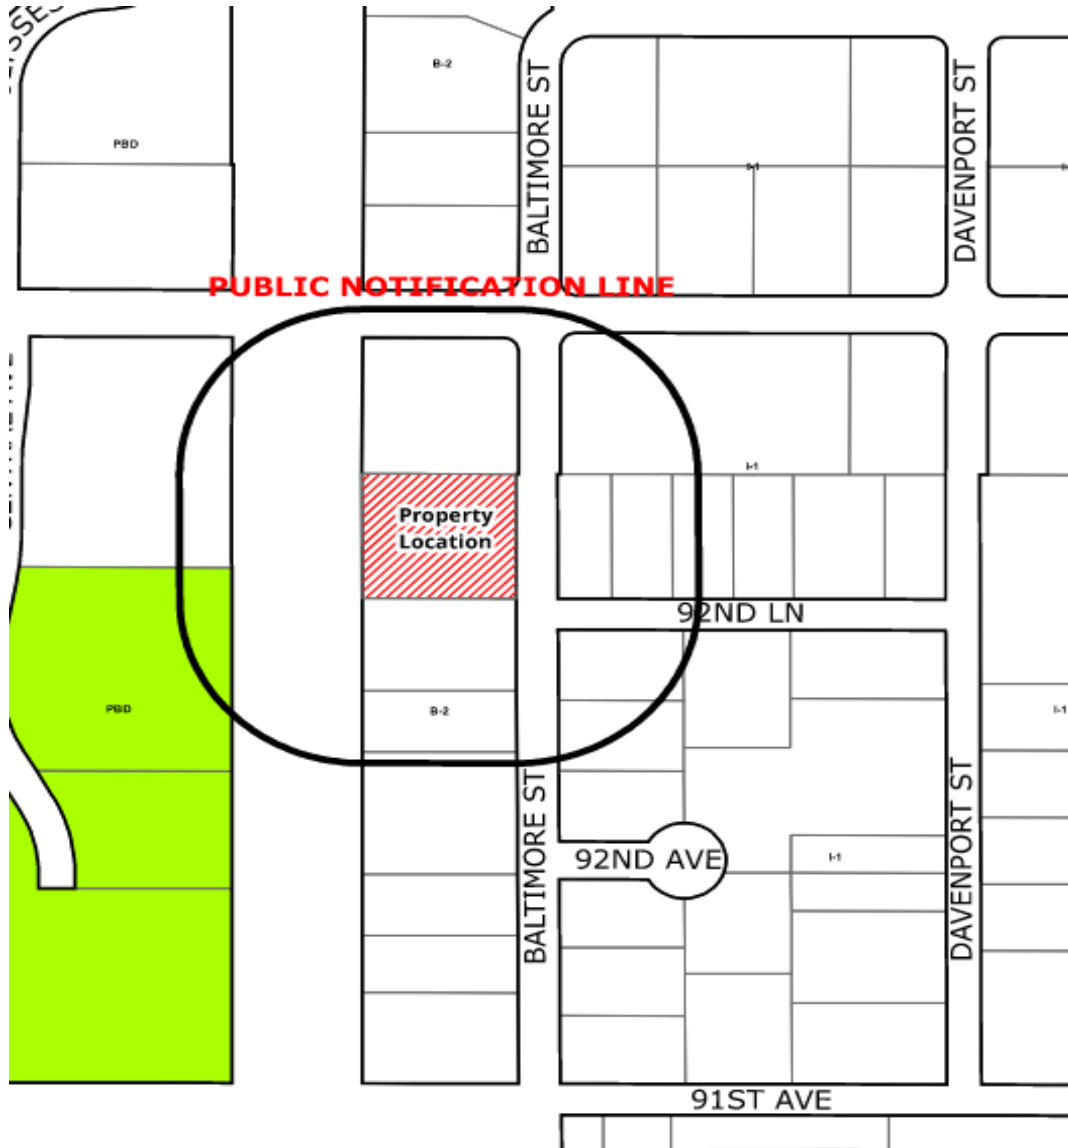 B-2
BALTIMORE ST
DAVENPORT ST
PBD
I-1
PUBLIC NOTIFICATION LINE
I-1
Property
Location
92ND LN
PBD
B-2
I-1
BALTIMORE ST
DAVENPORT ST
92ND AVE
I-1
91ST AVE